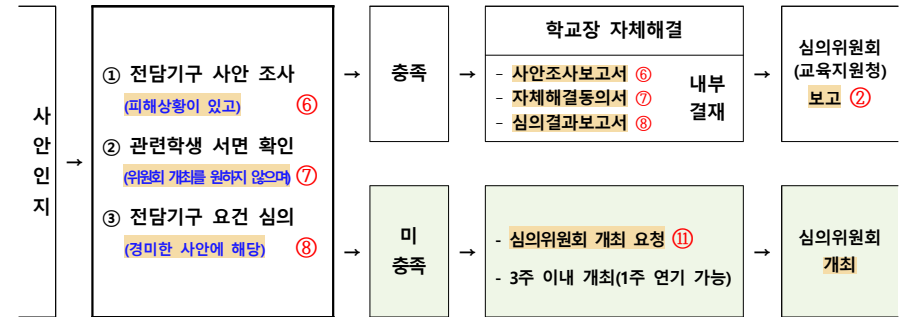 사
안
인
지
→
① 전담기구 사안 조사
(피해상황이 있고) ⑥
② 관련학생 서면 확인
(위원회 개최를 원하지 않으며) ⑦
③ 전담기구 요건 심의
(경미한 사안에 해당) ⑧
→
충족
→
학교장 자체해결
- 사안조사보고서 ⑥
- 자체해결동의서 ⑦
- 심의결과보고서 ⑧
내부
결재
→
심의위원회
(교육지원청)
보고 ②
→
미
충족
→
- 심의위원회 개최 요청 ⑪
- 3주 이내 개최(1주 연기 가능)
→
심의위원회
개최